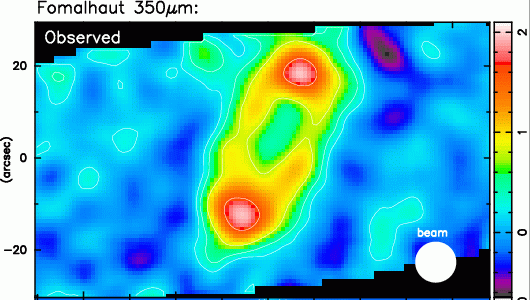 Fomalhaut 350µm:
Observed
20
0
−20
(arcsec)
beam
2
1
0